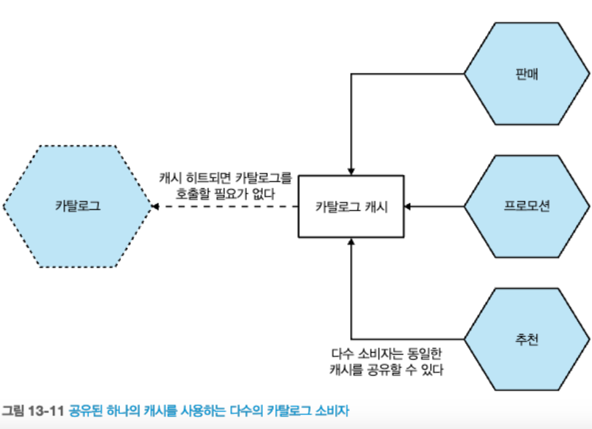 판매
캐시 히트되면 카탈로그를
호출할 필요가 없다
카탈로그
카탈로그 캐시
프로모션
추천
다수 소비자는 동일한
캐시를 공유할 수 있다
그림 13-11 공유된 하나의 캐시를 사용하는 다수의 카탈로그 소비자